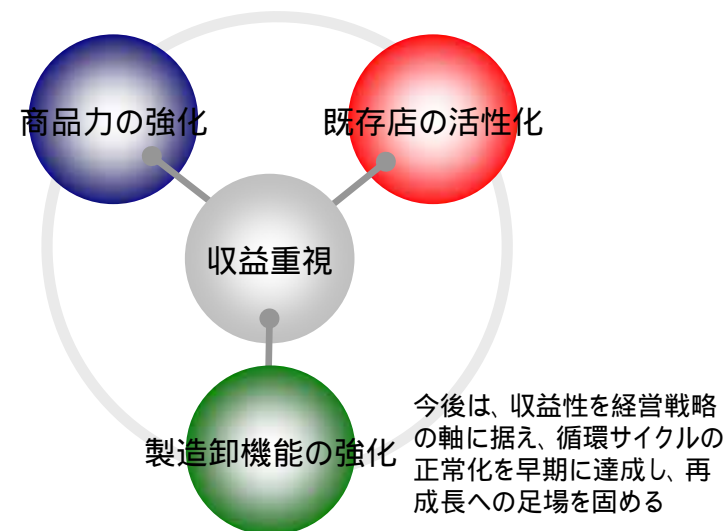 商品力の強化
既存店の活性化
収益重視
製造卸機能の強化
今後は、収益性を経営戦略
の軸に据え、循環サイクルの
正常化を早期に達成し、再
成長への足場を固める